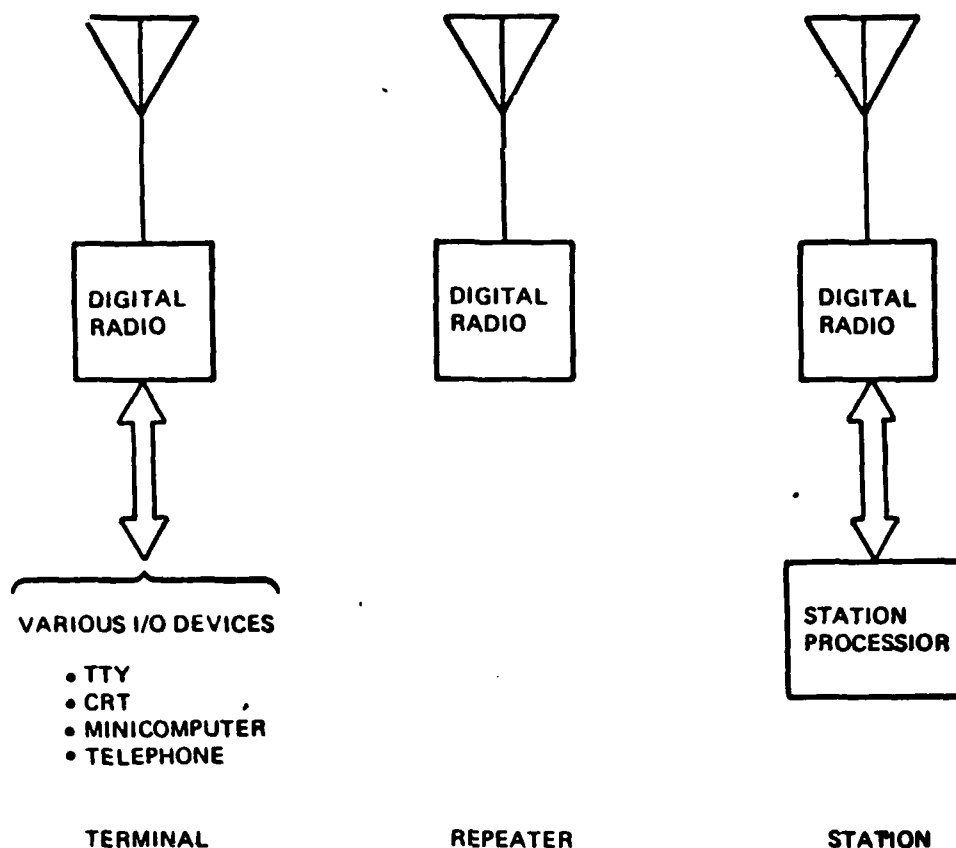 DIGITAL
RADIO
DIGITAL
RADIO
DIGITAL
RADIO
VARIOUS I/O DEVICES
• TTY
• CRT
• MINICOMPUTER
• TELEPHONE
STATION
PROCESSIOR
TERMINAL
REPEATER
STATION